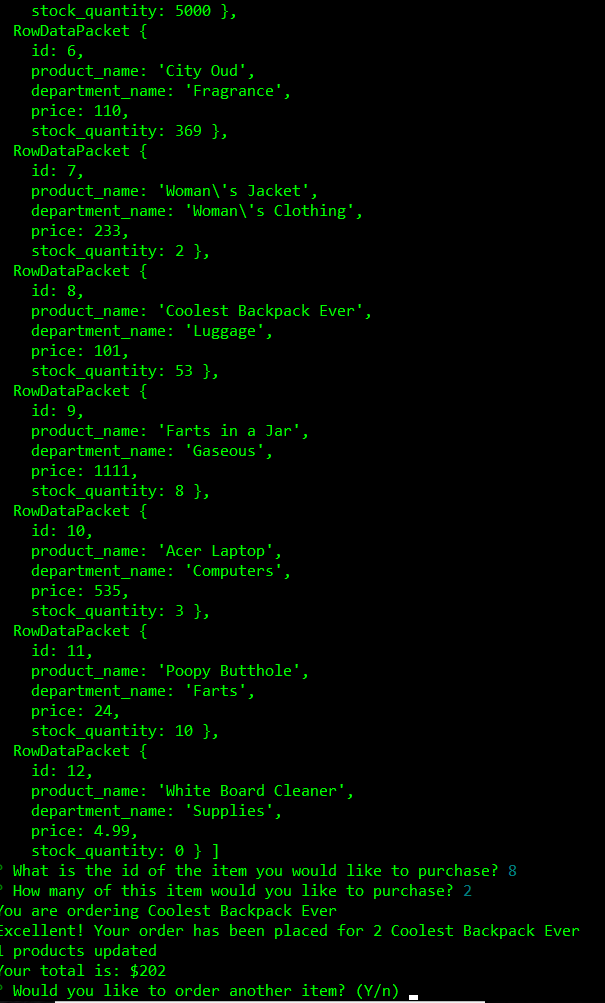 stock_quantity: 5000 },
RowDataPacket {
id: 6,
product_name: 'City Oud',
department_name: 'Fragrance',
price: 110,
stock_quantity: 369 },
RowDataPacket {
id: 7,
product_name: 'Woman\'s Jacket',
department_name: 'Woman\'s Clothing',
price: 233,
stock_quantity: 2 },
RowDataPacket {
id: 8,
product_name: 'Coolest Backpack Ever',
department_name: 'Luggage',
price: 101,
stock_quantity: 53 },
RowDataPacket {
id: 9,
product_name: 'Farts in a Jar',
department_name: 'Gaseous',
price: 1111,
stock_quantity: 8 },
RowDataPacket {
id: 10,
product_name: 'Acer Laptop',
department_name: 'Computers',
price: 535,
stock_quantity: 3 },
RowDataPacket {
id: 11,
product_name: 'Poopy Butthole',
department_name: 'Farts',
price: 24,
stock_quantity: 10 },
RowDataPacket {
id: 12,
product_name: 'White Board Cleaner',
department_name: 'Supplies',
price: 4.99,
stock_quantity: 0 } ]
? What is the id of the item you would like to purchase? 8
? How many of this item would you like to purchase? 2
You are ordering Coolest Backpack Ever
Excellent! Your order has been placed for 2 Coolest Backpack Ever
1 products updated
Your total is: $202
? Would you like to order another item? (Y/n)